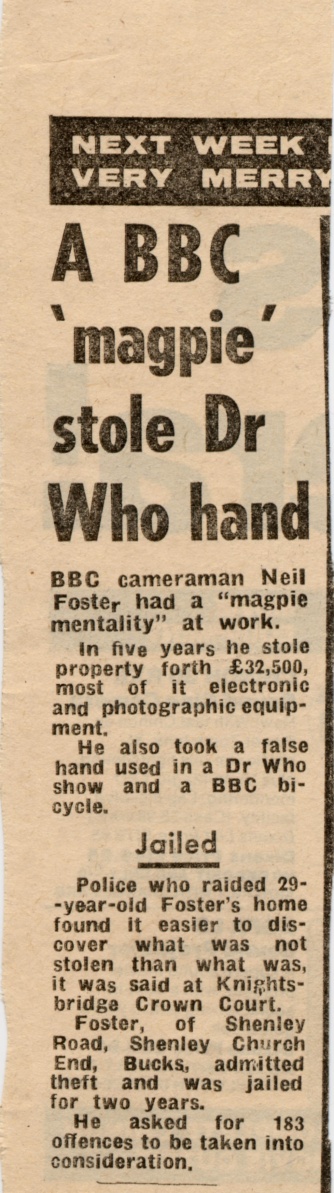 NEXT WEEK
VERY MERRY
A BBC
'magpie'
stole Dr
Who hand
BBC cameraman Neil
Foster had a “magpie
mentality” at work.
In five years he stole
property forth £32,500,
most of it electronic
and photographic equip-
ment.
He also took a false
hand used in a Dr Who
show and a BBC bi-
cycle.
Jailed
Police who raided 29-
-year-old Foster's home
found it easier to dis-
cover what was not
stolen than what was,
it was said at Knights-
bridge Crown Court.
Foster, of Shenley
Road, Shenley Church
End, Bucks, admitted
theft and was jailed
for two years.
He asked for 183
offences to be taken into
consideration.